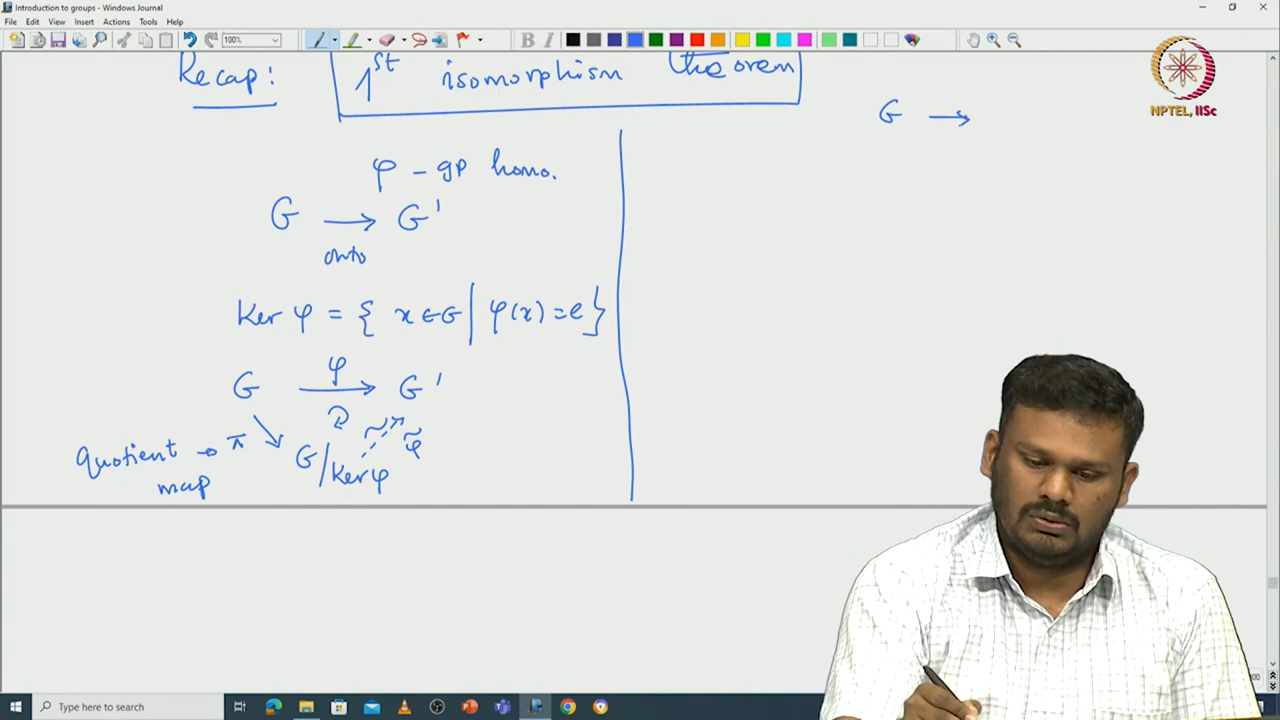 Introduction to groups - Windows Journal
File Edit View Insert Actions Tools Help
100%
B I
Recap: 1st isomorphism theorem
NPTEL, IISc
G →
φ - gp homo.
G → G'
onto
Ker φ = { x ∈ G | φ(x) = e }
φ
G → G'
~ φ̃
Quotient → π G/Ker φ
map
Type here to search